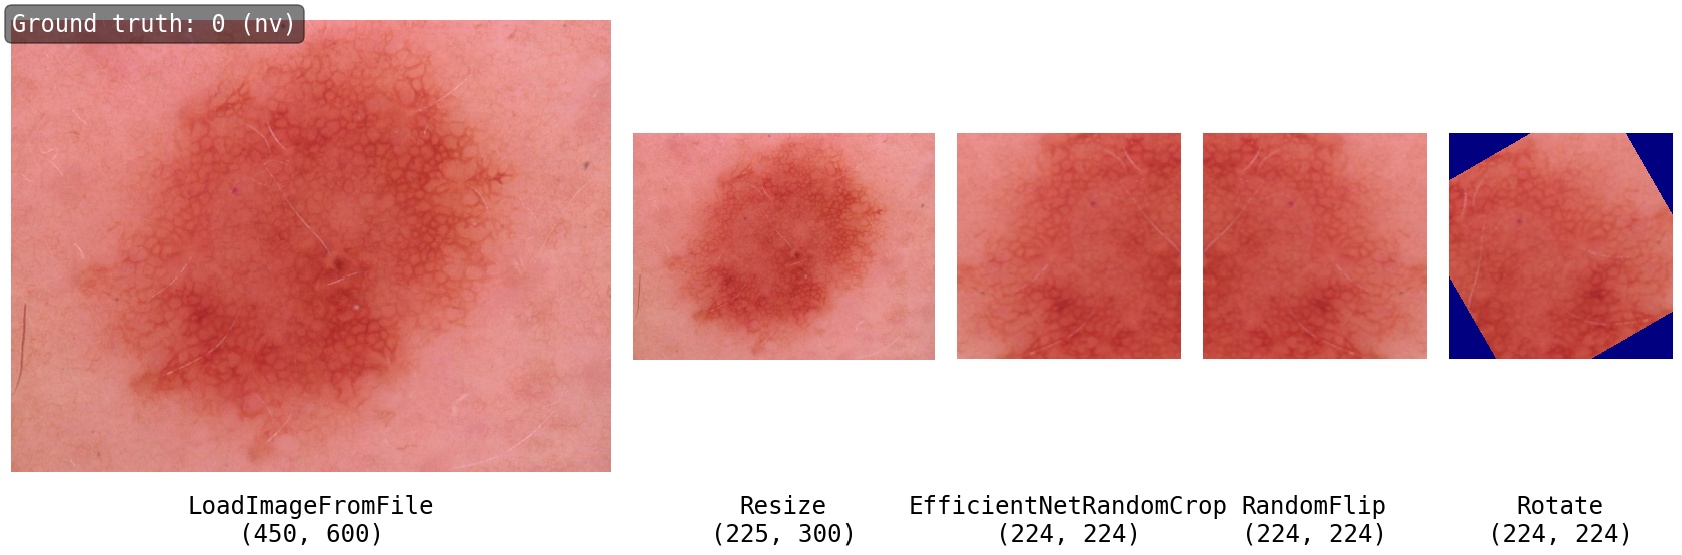 Ground truth: 0 (nv)
LoadImageFromFile
(450, 600)
Resize
(225, 300)
EfficientNetRandomCrop
(224, 224)
RandomFlip
(224, 224)
Rotate
(224, 224)